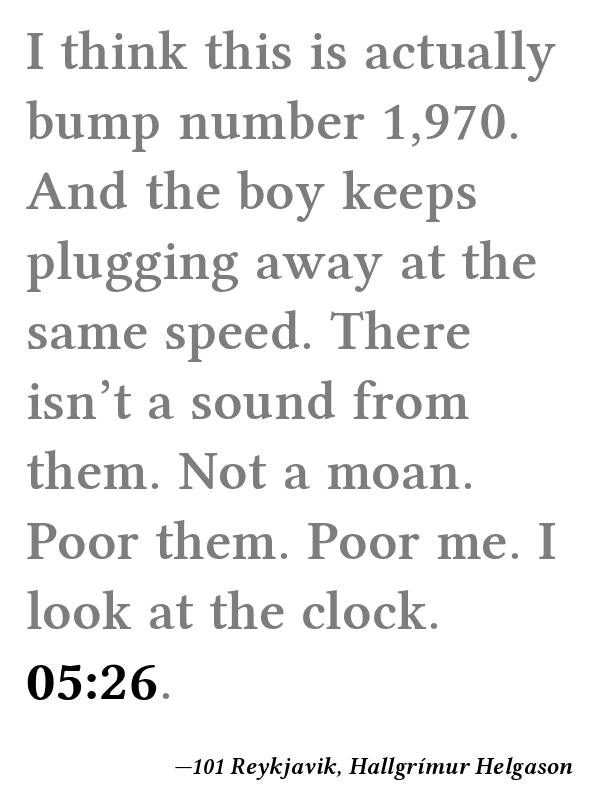 I think this is actually
bump number 1,970.
And the boy keeps
plugging away at the
same speed. There
isn’t a sound from
them. Not a moan.
Poor them. Poor me. I
look at the clock.
05:26.
—101 Reykjavik, Hallgrímur Helgason